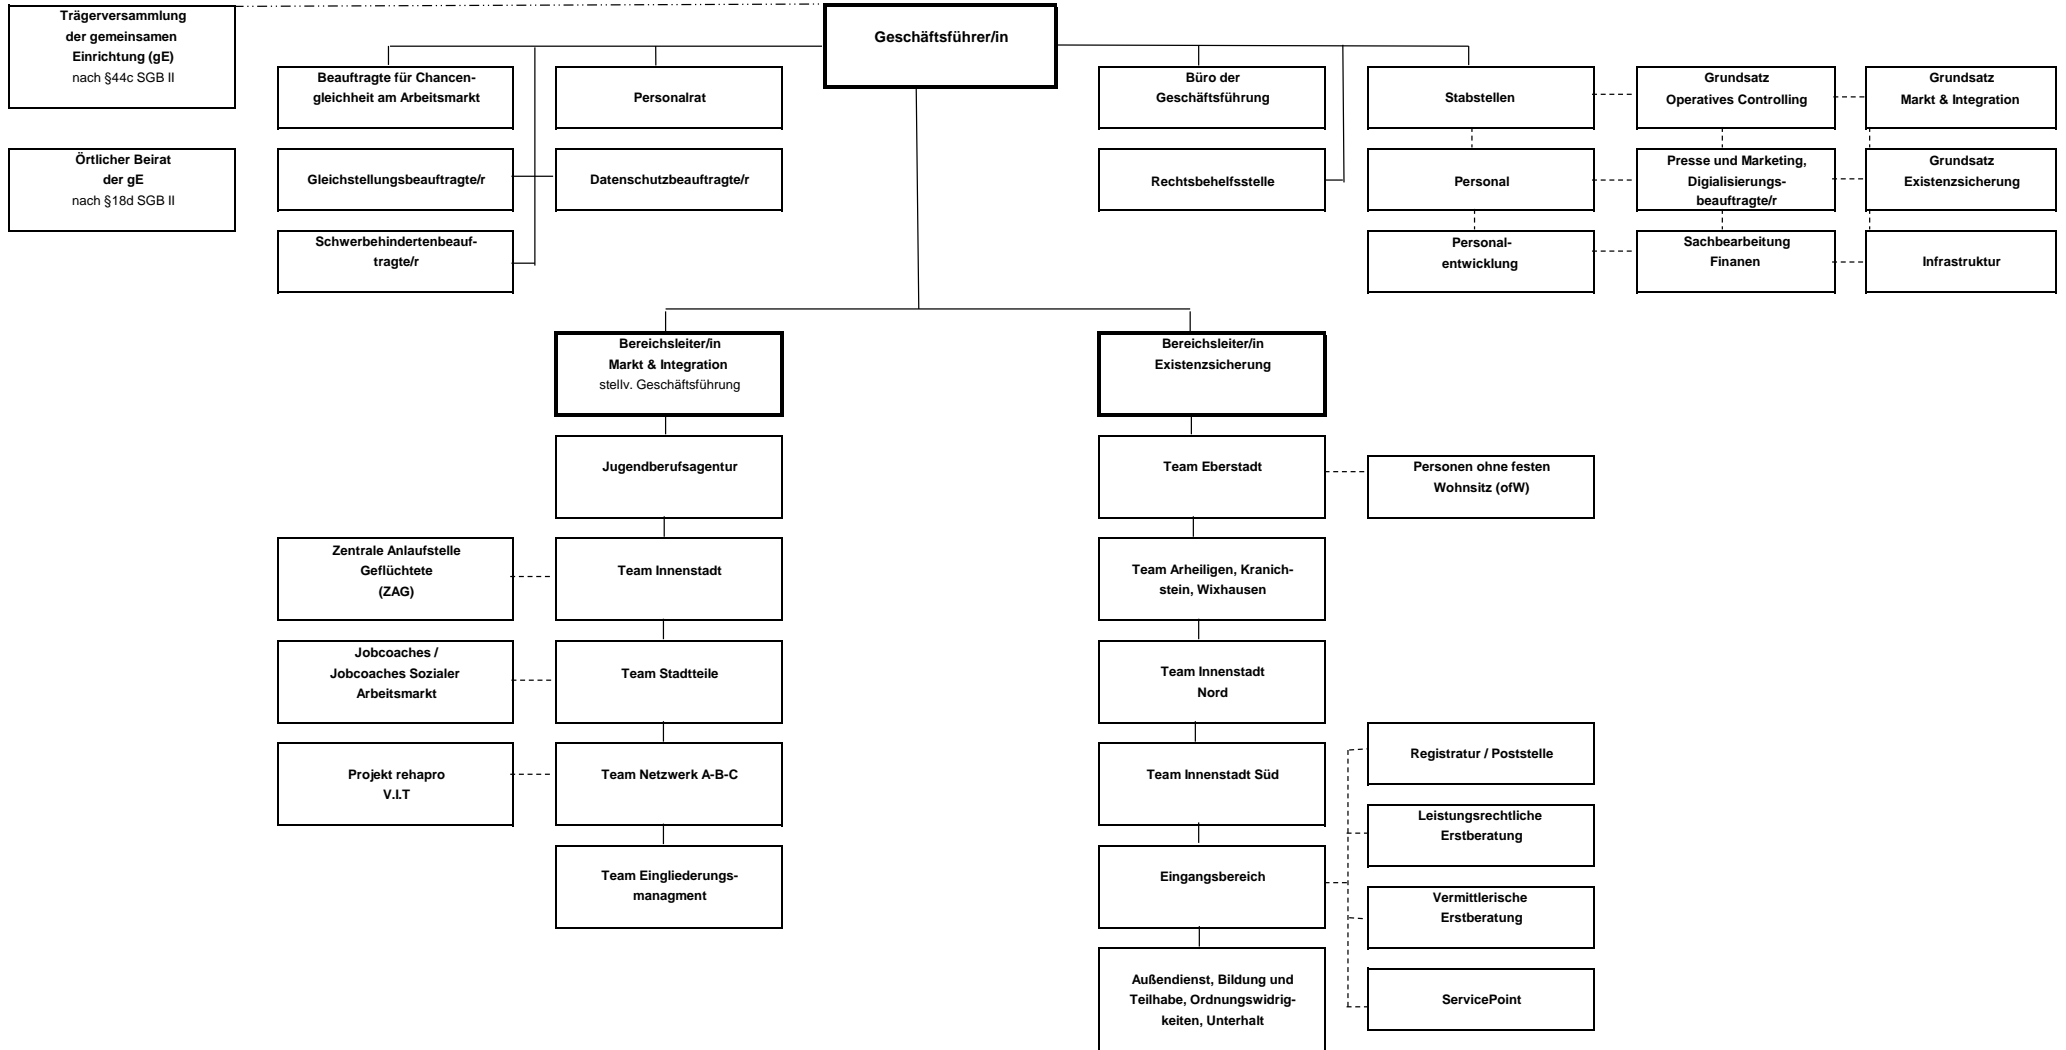 Trägerversammlung
der gemeinsamen
Einrichtung (gE)
nach §44c SGB II
Geschäftsführer/in
Beauftragte für Chancen-
gleichheit am Arbeitsmarkt
Personalrat
Büro der
Geschäftsführung
Stabstellen
Grundsatz
Operatives Controlling
Grundsatz
Markt & Integration
Örtlicher Beirat
der gE
nach §18d SGB II
Gleichstellungsbeauftragte/r
Datenschutzbeauftragte/r
Rechtsbehelfsstelle
Personal
Presse und Marketing,
Digialisierungs-
beauftragte/r
Grundsatz
Existenzsicherung
Schwerbehindertenbeauf-
tragte/r
Personal-
entwicklung
Sachbearbeitung
Finanen
Infrastruktur
Bereichsleiter/in
Markt & Integration
stellv. Geschäftsführung
Bereichsleiter/in
Existenzsicherung
Jugendberufsagentur
Team Eberstadt
Personen ohne festen
Wohnsitz (ofW)
Zentrale Anlaufstelle
Geflüchtete
(ZAG)
Team Innenstadt
Team Arheiligen, Kranich-
stein, Wixhausen
Jobcoaches /
Jobcoaches Sozialer
Arbeitsmarkt
Team Stadtteile
Team Innenstadt
Nord
Projekt rehapro
V.I.T
Team Netzwerk A-B-C
Team Innenstadt Süd
Registratur / Poststelle
Leistungsrechtliche
Erstberatung
Team Eingliederungs-
managment
Eingangsbereich
Vermittlerische
Erstberatung
Außendienst, Bildung und
Teilhabe, Ordnungswidrig-
keiten, Unterhalt
ServicePoint